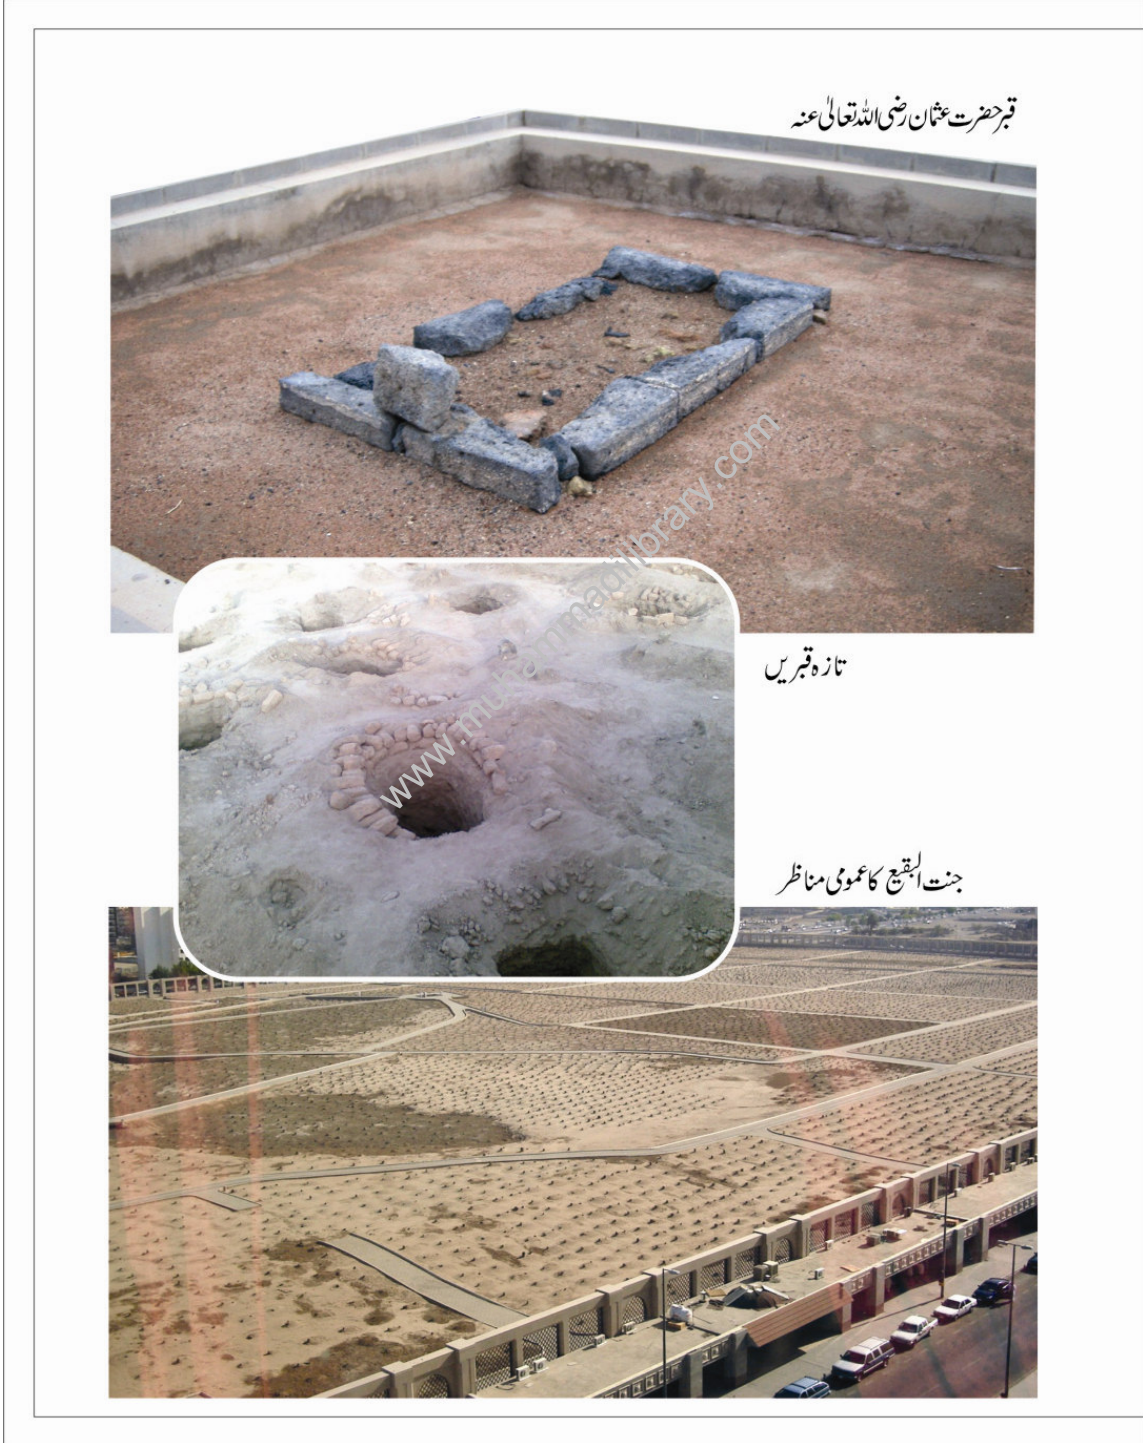 قبر حضرت عثمان رضی اللہ تعالیٰ عنہ
تازہ قبریں
www.muhammadilibrary.com
جنت البقیع کا عمومی مناظر